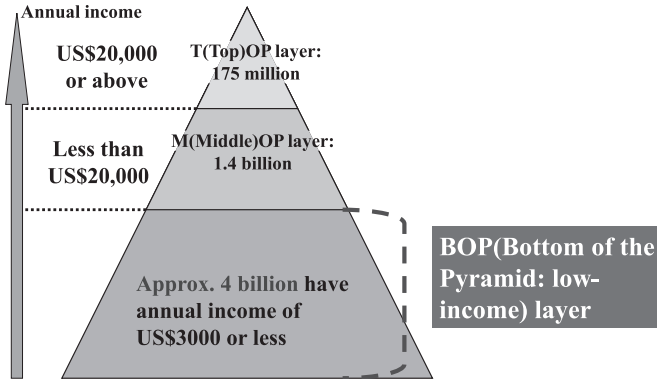 Annual income
US$20,000
or above
T(Top)OP layer:
175 million
Less than
US$20,000
M(Middle)OP layer:
1.4 billion
Approx. 4 billion have
annual income of
US$3000 or less
BOP(Bottom of the
Pyramid: low-
income) layer